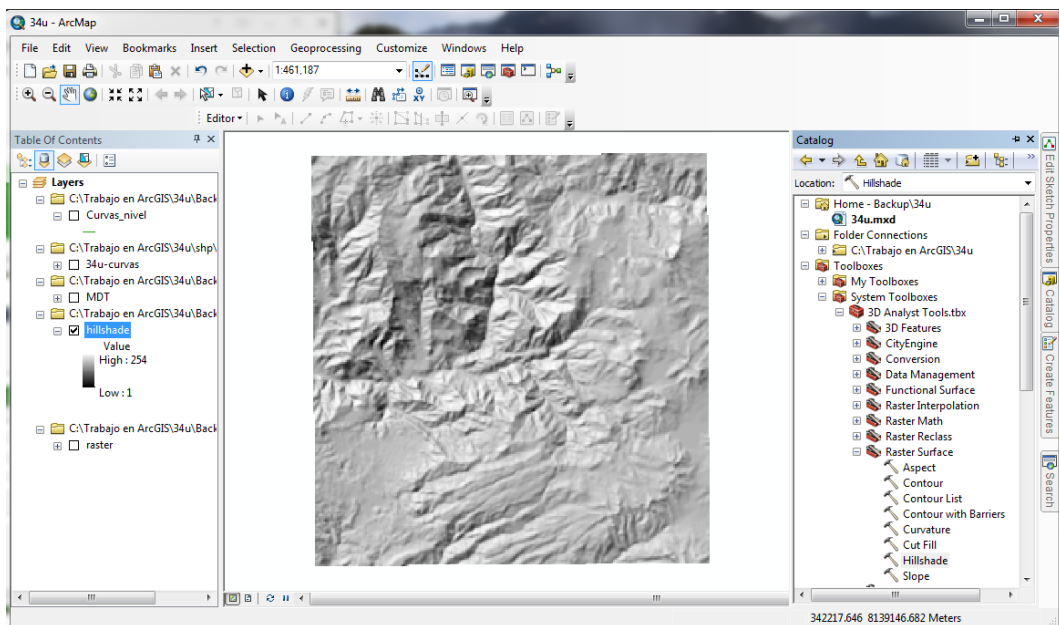 34u - ArcMap
File Edit View Bookmarks Insert Selection Geoprocessing Customize Windows Help
1:461,187
Editor
Table Of Contents
Layers
C:\Trabajo en ArcGIS\34u\Back
Curvas_nivel
C:\Trabajo en ArcGIS\34u\shp\
34u-curvas
C:\Trabajo en ArcGIS\34u\Back
MDT
C:\Trabajo en ArcGIS\34u\Back
hillshade
Value
High : 254
Low : 1
C:\Trabajo en ArcGIS\34u\Back
raster
Catalog
Location: Hillshade
Home - Backup\34u
34u.mxd
Folder Connections
C:\Trabajo en ArcGIS\34u
Toolboxes
My Toolboxes
System Toolboxes
3D Analyst Tools.tbx
3D Features
CityEngine
Conversion
Data Management
Functional Surface
Raster Interpolation
Raster Math
Raster Reclass
Raster Surface
Aspect
Contour
Contour List
Contour with Barriers
Curvature
Cut Fill
Hillshade
Slope
Edit Sketch Properties
Catalog
Create Features
Search
342217.646 8139146.682 Meters